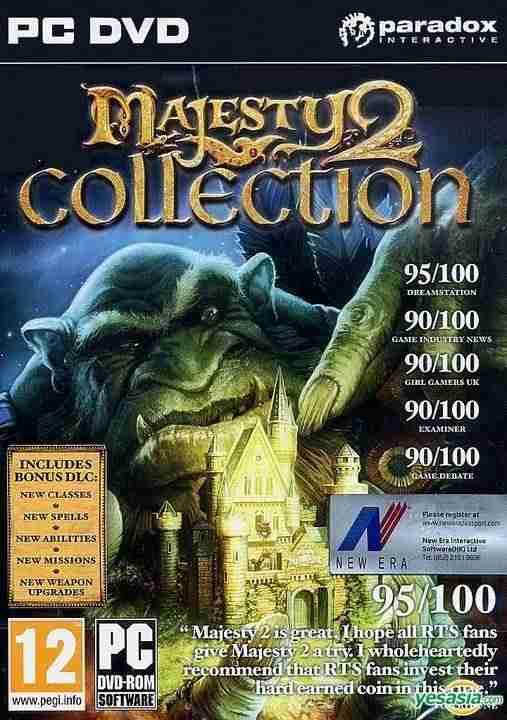 PC DVD
paradox
INTERACTIVE
MAJESTY 2
COLLECTION
95/100
DREAMSTATION
90/100
GAME INDUSTRY NEWS
90/100
GIRL GAMERS UK
90/100
EXAMINER
90/100
GAME DEBATE
INCLUDES
BONUS DLC:
NEW CLASSES
NEW SPELLS
NEW ABILITIES
NEW MISSIONS
NEW WEAPON
UPGRADES
NEW ERA
Please register at
New Era Interactive
Software(HK) Ltd
95/100
"Majesty 2 is great. I hope all RTS fans
give Majesty 2 a try. I wholeheartedly
recommend that RTS fans invest their
hard earned coin in this one."
12
www.pegi.info
PC
DVD-ROM
SOFTWARE
yesasia.com